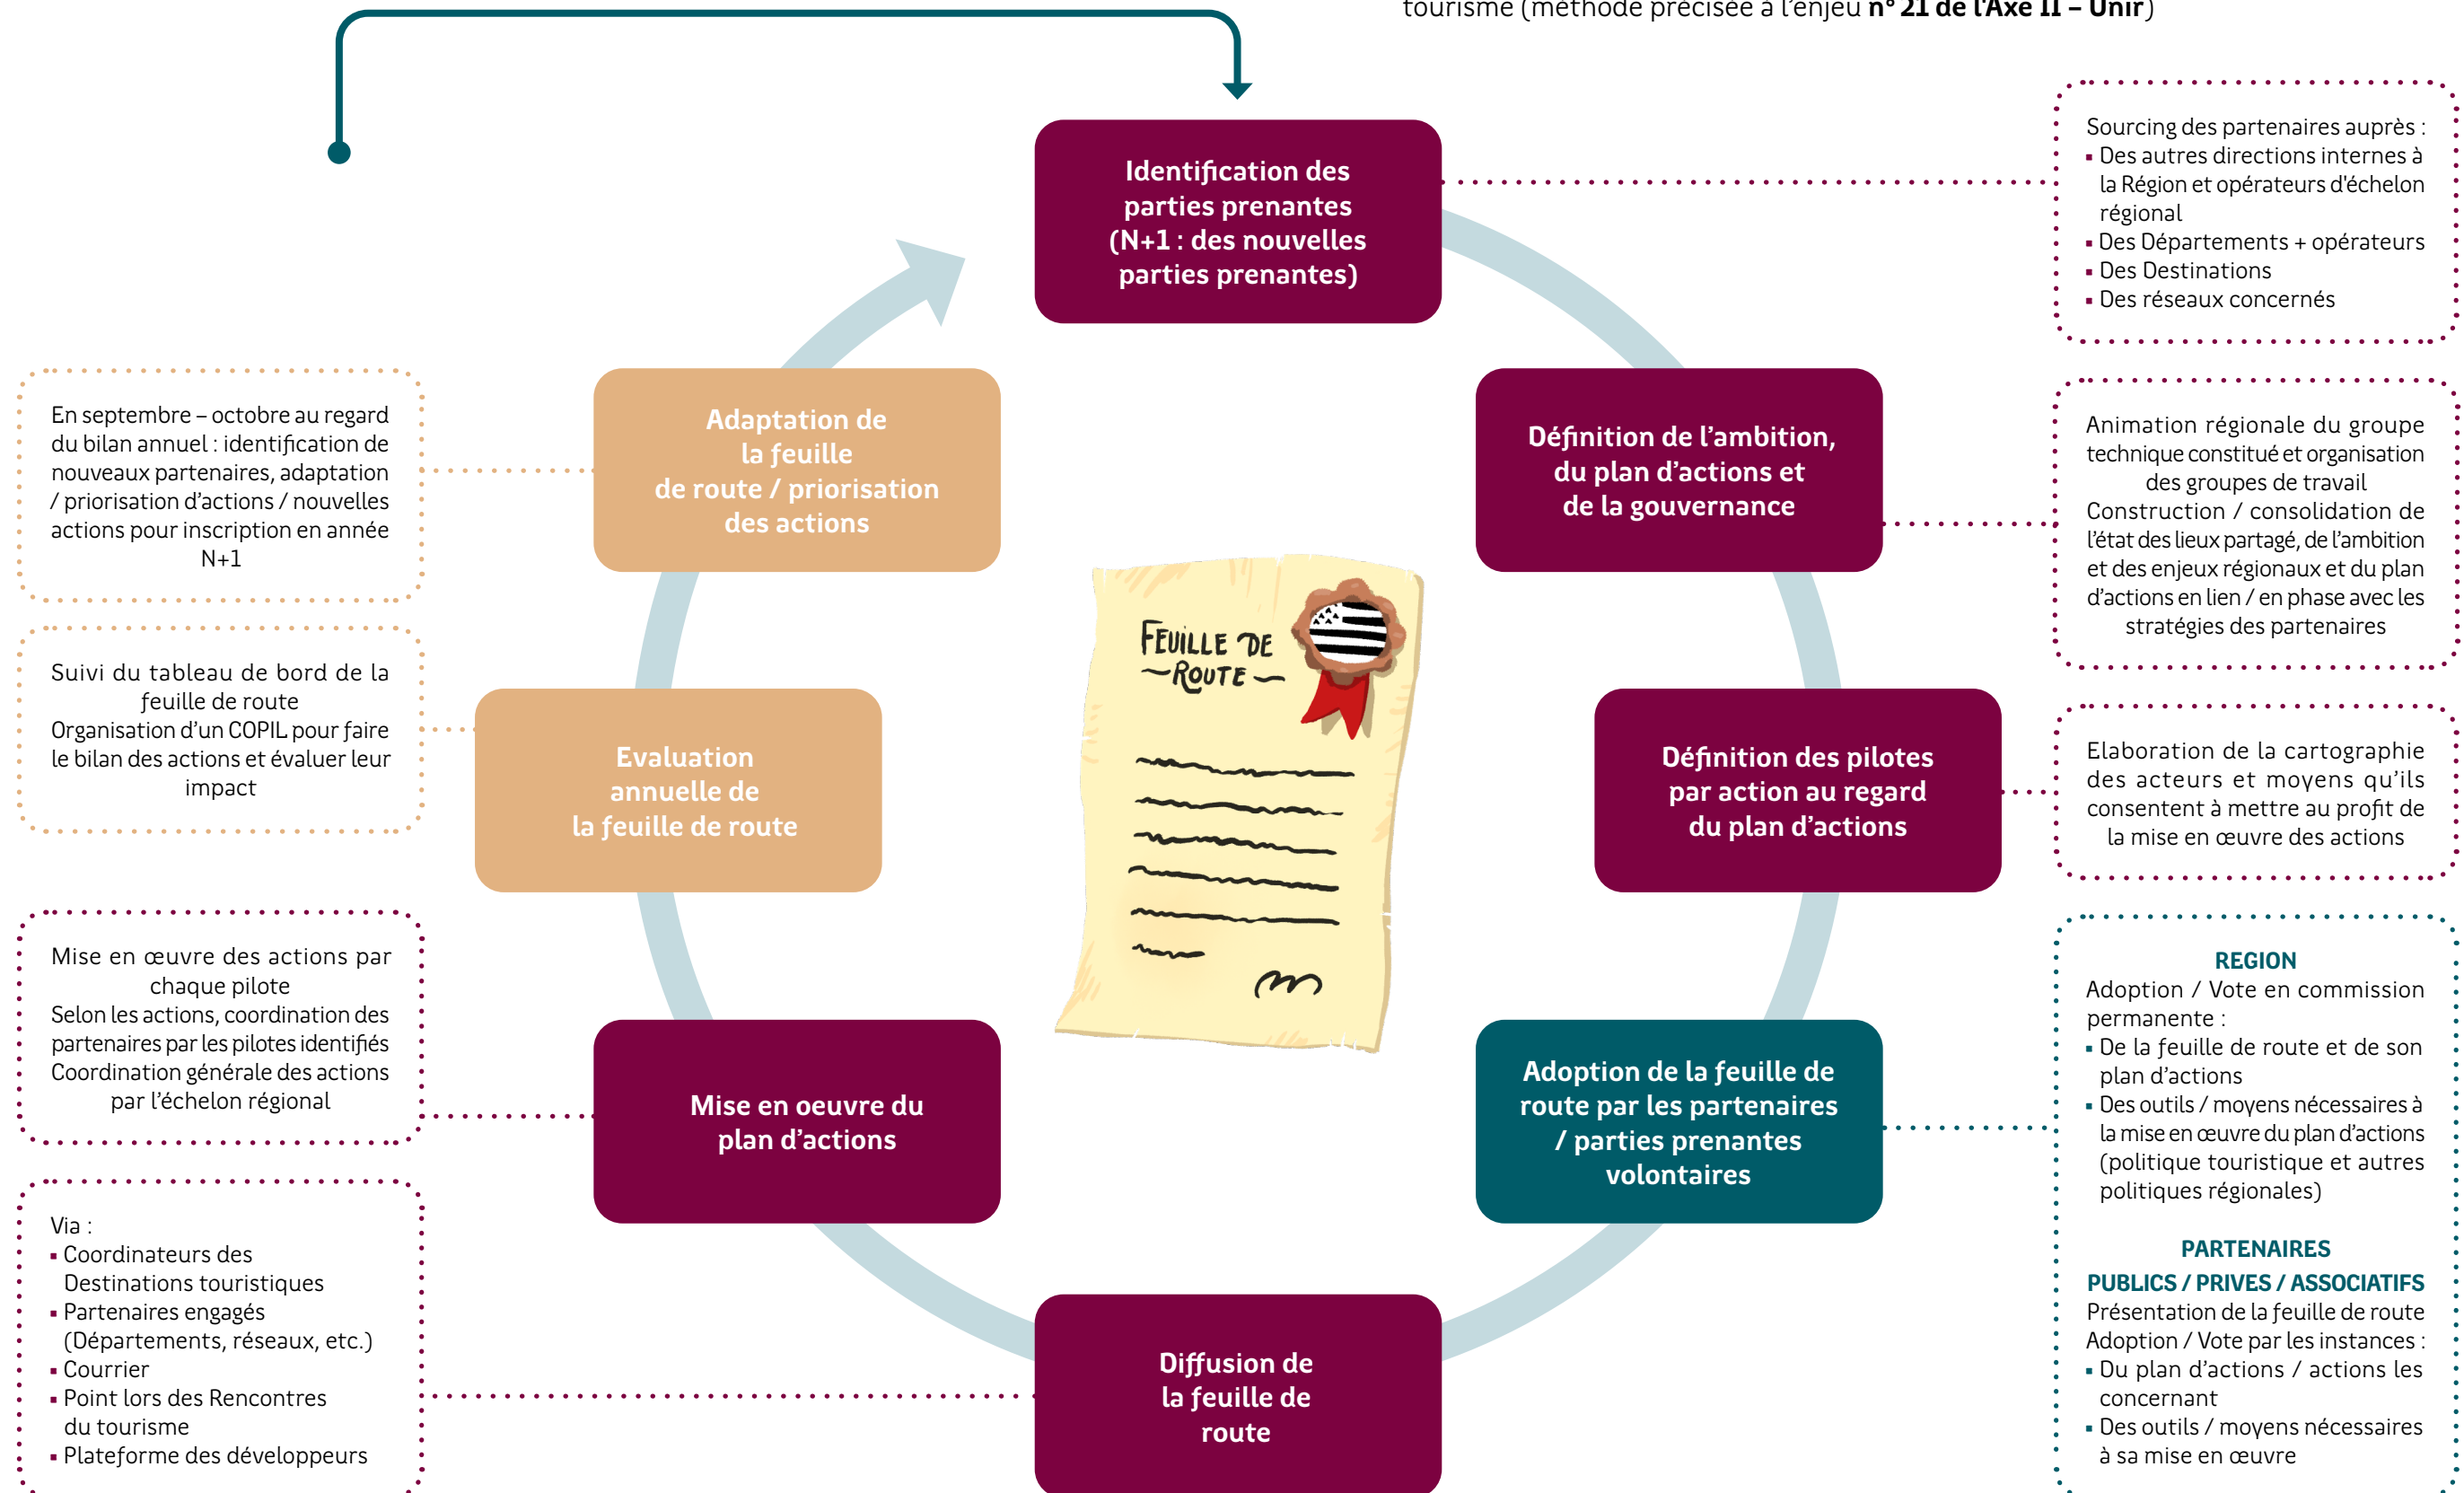 tourisme (méthode précisée à l'enjeu n° 21 de l'Axe II – Unir)
Identification des
parties prenantes
(N+1 : des nouvelles
parties prenantes)
Sourcing des partenaires auprès :
▪ Des autres directions internes à
la Région et opérateurs d'échelon
régional
▪ Des Départements + opérateurs
▪ Des Destinations
▪ Des réseaux concernés
Définition de l’ambition,
du plan d’actions et
de la gouvernance
Animation régionale du groupe
technique constitué et organisation
des groupes de travail
Construction / consolidation de
l’état des lieux partagé, de l’ambition
et des enjeux régionaux et du plan
d’actions en lien / en phase avec les
stratégies des partenaires
Définition des pilotes
par action au regard
du plan d’actions
Elaboration de la cartographie
des acteurs et moyens qu’ils
consentent à mettre au profit de
la mise en œuvre des actions
Adoption de la feuille de
route par les partenaires
/ parties prenantes
volontaires
REGION
Adoption / Vote en commission
permanente :
▪ De la feuille de route et de son
plan d’actions
▪ Des outils / moyens nécessaires à
la mise en œuvre du plan d’actions
(politique touristique et autres
politiques régionales)
PARTENAIRES
PUBLICS / PRIVES / ASSOCIATIFS
Présentation de la feuille de route
Adoption / Vote par les instances :
▪ Du plan d’actions / actions les
concernant
▪ Des outils / moyens nécessaires
à sa mise en œuvre
Diffusion de
la feuille de
route
Via :
▪ Coordinateurs des
Destinations touristiques
▪ Partenaires engagés
(Départements, réseaux, etc.)
▪ Courrier
▪ Point lors des Rencontres
du tourisme
▪ Plateforme des développeurs
Mise en oeuvre du
plan d’actions
Mise en œuvre des actions par
chaque pilote
Selon les actions, coordination des
partenaires par les pilotes identifiés
Coordination générale des actions
par l’échelon régional
Evaluation
annuelle de
la feuille de route
Suivi du tableau de bord de la
feuille de route
Organisation d’un COPIL pour faire
le bilan des actions et évaluer leur
impact
Adaptation de
la feuille
de route / priorisation
des actions
En septembre – octobre au regard
du bilan annuel : identification de
nouveaux partenaires, adaptation
/ priorisation d’actions / nouvelles
actions pour inscription en année
N+1
FEUILLE DE
ROUTE